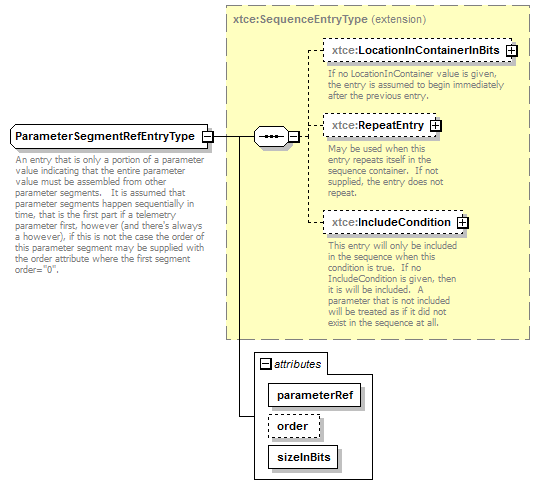 xtce:SequenceEntryType (extension)
xtce:LocationInContainerInBits
If no LocationInContainer value is given,
the entry is assumed to begin immediately
after the previous entry.
ParameterSegmentRefEntryType
An entry that is only a portion of a parameter
value indicating that the entire parameter
value must be assembled from other
parameter segments.   It is assumed that
parameter segments happen sequentially in
time, that is the first part if a telemetry
parameter first, however (and there's always
a however), if this is not the case the order of
this parameter segment may be supplied with
the order attribute where the first segment
order="0".
xtce:RepeatEntry
May be used when this
entry repeats itself in the
sequence container.  If not
supplied, the entry does not
repeat.
xtce:IncludeCondition
This entry will only be included
in the sequence when this
condition is true.  If no
IncludeCondition is given, then
it is will be included.  A
parameter that is not included
will be treated as if it did not
exist in the sequence at all.
attributes
parameterRef
order
sizeInBits